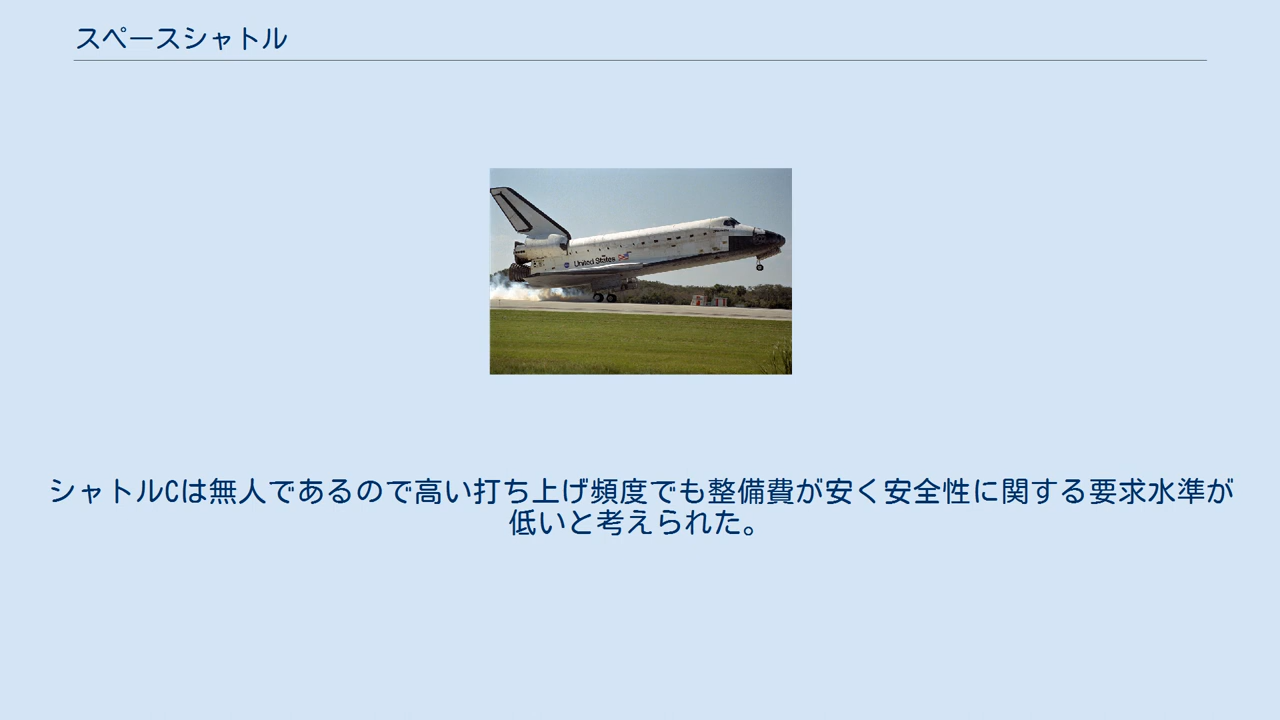 スペースシャトル
United States
シャトルCは無人であるので高い打ち上げ頻度でも整備費が安く安全性に関する要求水準が
低いと考えられた。